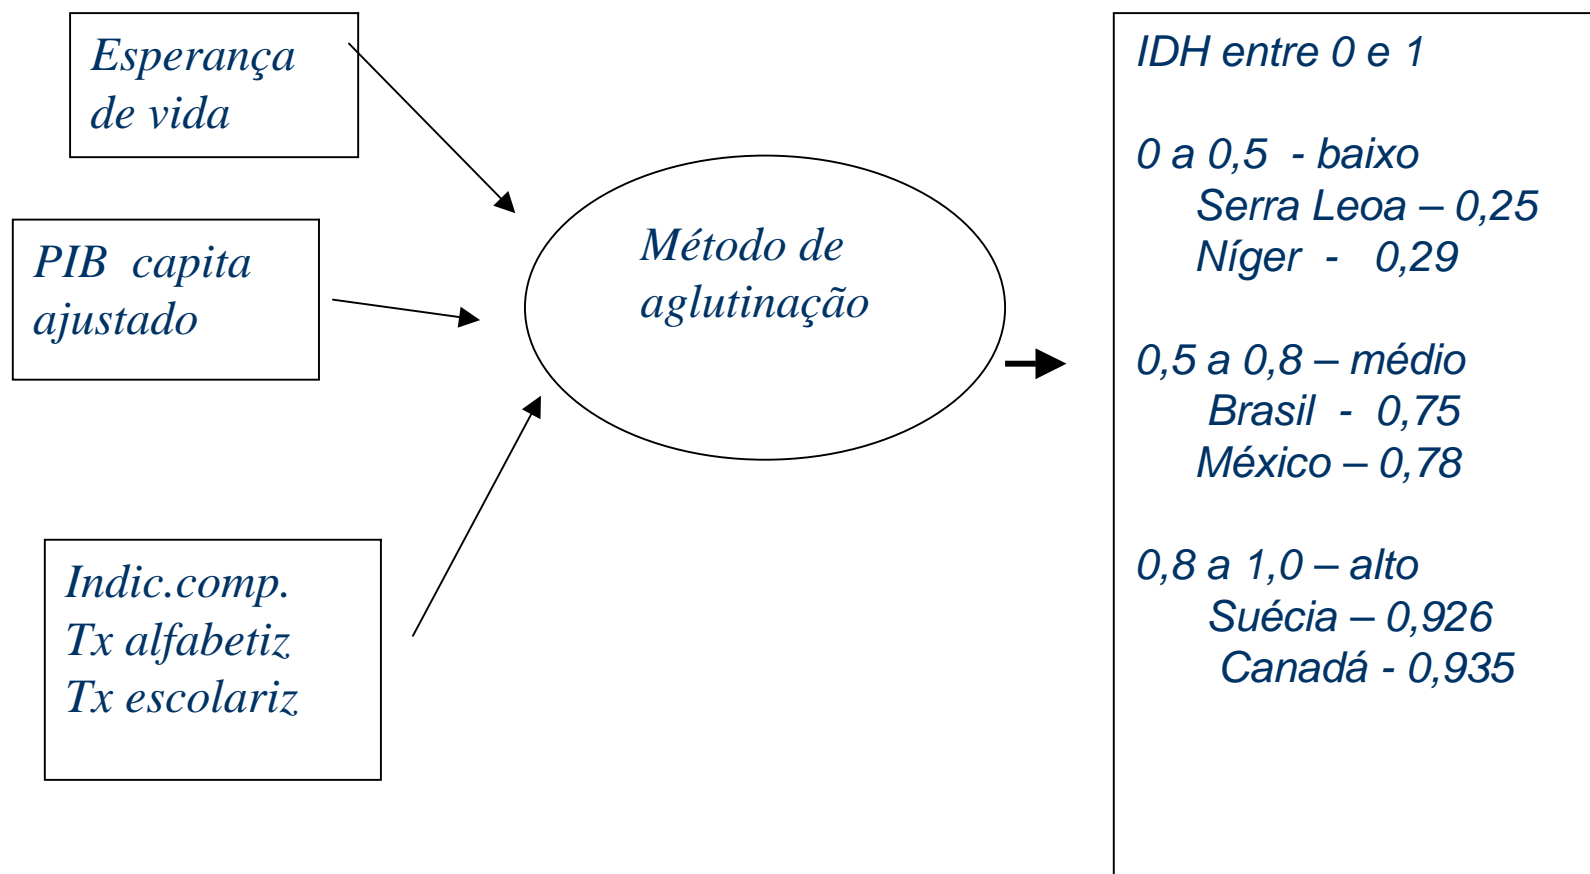 Esperança
de vida
PIB capita
ajustado
Indic.comp.
Tx alfabetiz
Tx escolariz
Método de
aglutinação
IDH entre 0 e 1
0 a 0,5 - baixo
Serra Leoa – 0,25
Níger - 0,29
0,5 a 0,8 – médio
Brasil - 0,75
México – 0,78
0,8 a 1,0 – alto
Suécia – 0,926
Canadá - 0,935